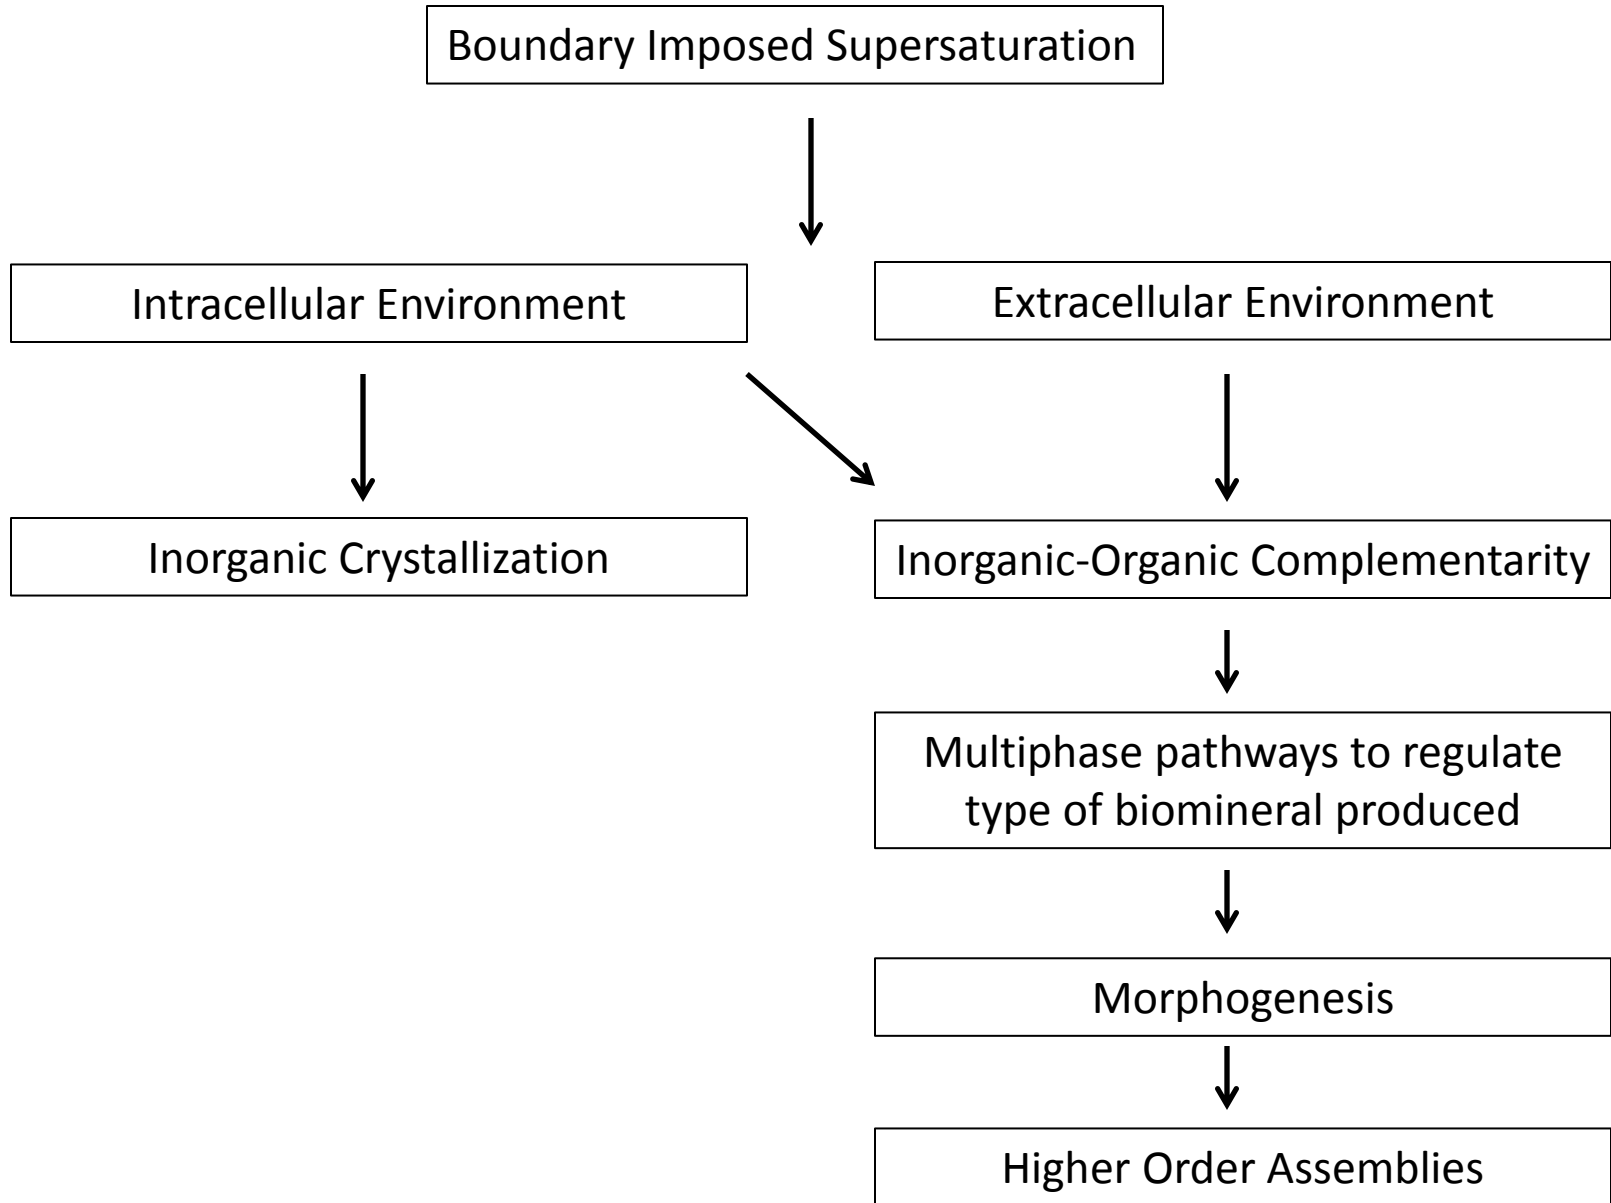 Boundary Imposed Supersaturation
Intracellular Environment
Extracellular Environment
Inorganic Crystallization
Inorganic-Organic Complementarity
Multiphase pathways to regulate
type of biomineral produced
Morphogenesis
Higher Order Assemblies